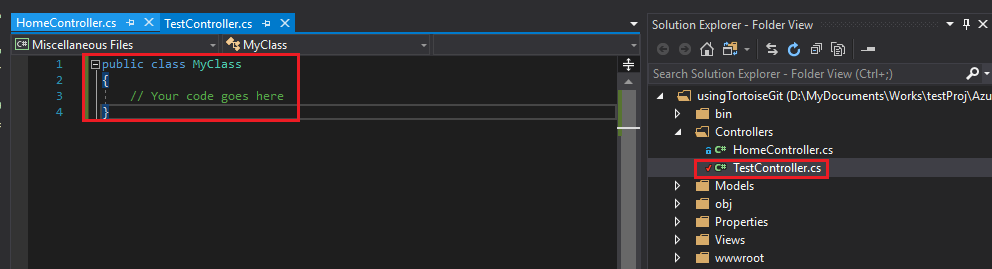 HomeController.cs TestController.cs
Miscellaneous Files MyClass
1 public class MyClass
2 {
3 // Your code goes here
4 }
Solution Explorer - Folder View
Search Solution Explorer - Folder View (Ctrl+;)
usingTortoiseGit (D:\MyDocuments\Works\testProj\Azu
bin
Controllers
C# HomeController.cs
C# TestController.cs
Models
obj
Properties
Views
wwwroot